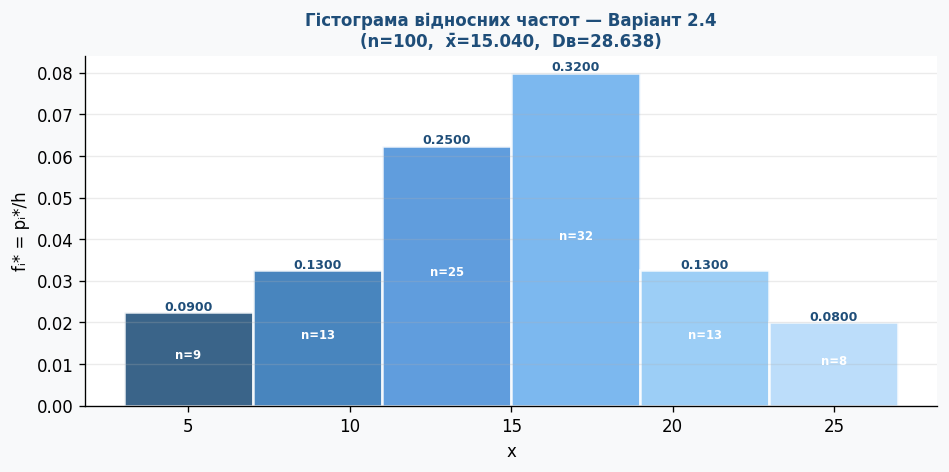 Гістограма відносних частот — Варіант 2.4
(n=100, x̄=15.040, Dв=28.638)
fᵢ* = pᵢ*/h
0.08
0.07
0.06
0.05
0.04
0.03
0.02
0.01
0.00
0.0900
n=9
0.1300
n=13
0.2500
n=25
0.3200
n=32
0.1300
n=13
0.0800
n=8
5
10
15
20
25
x